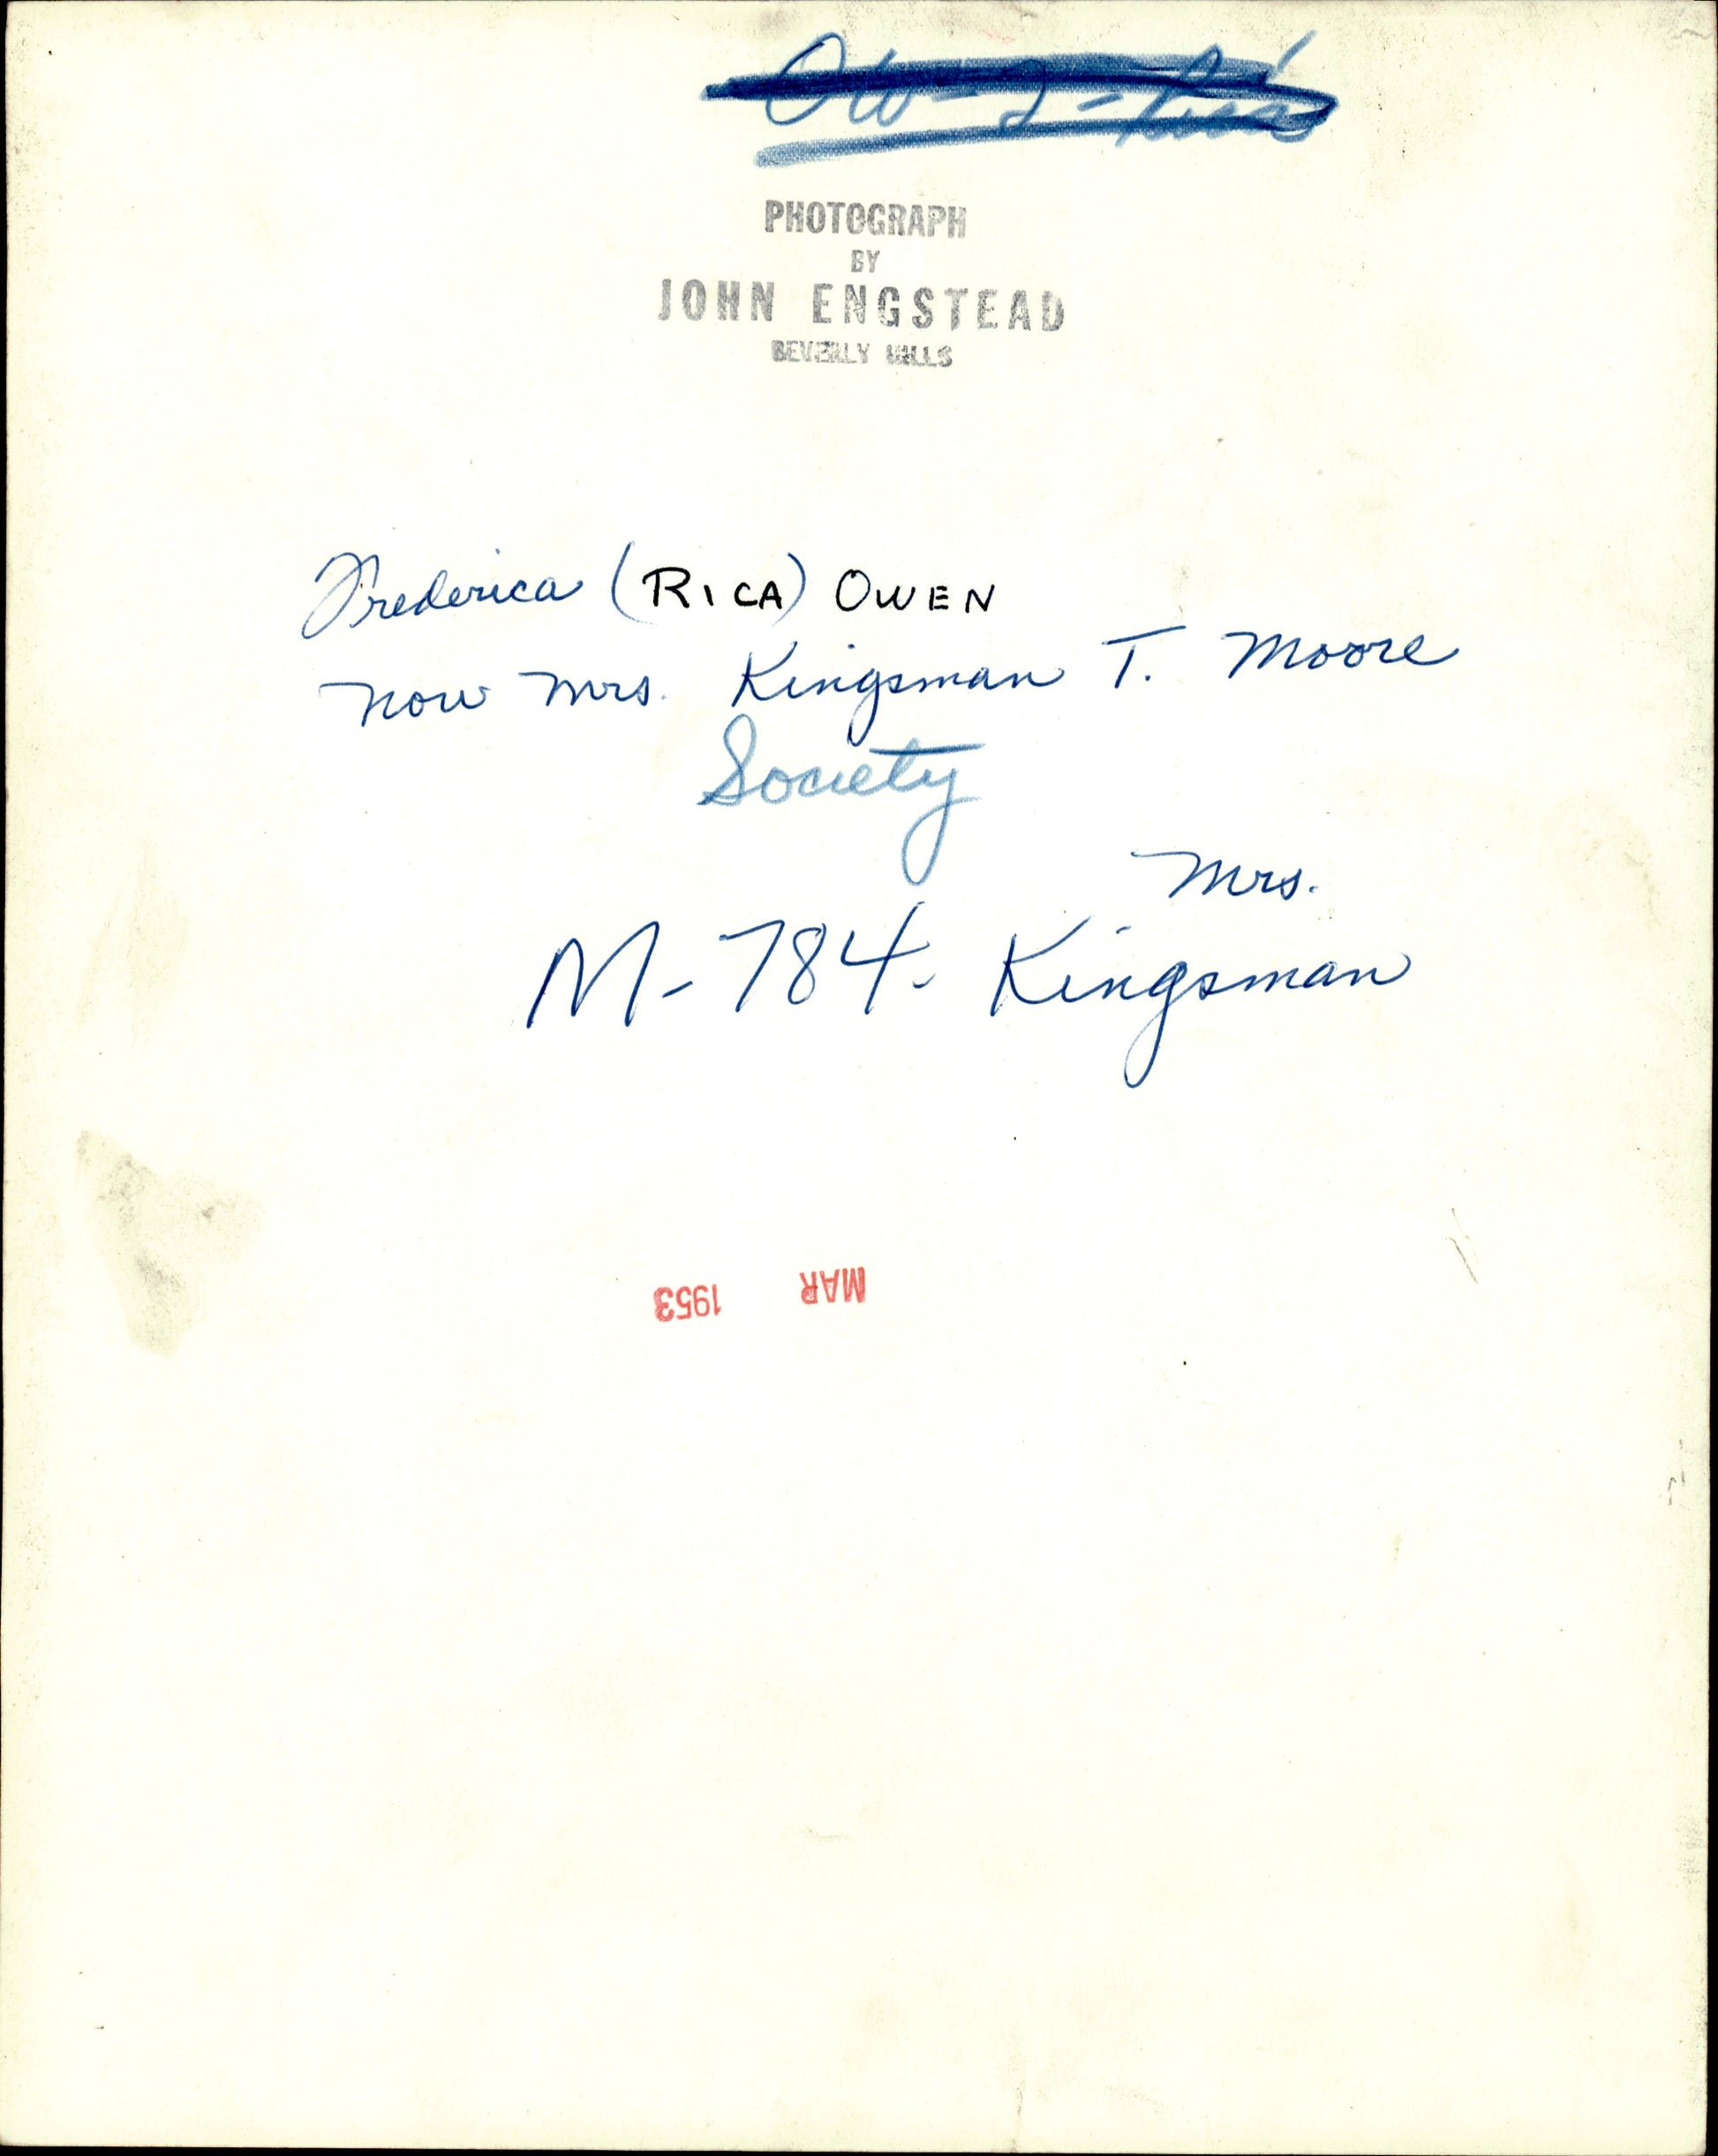 PHOTOGRAPH
BY
JOHN ENGSTEAD
BEVERLY HILLS
Frederica (RICA) OWEN
now Mrs. Kingsman T. Moore
Society
Mrs.
M-784- Kingsman
MAR 1953